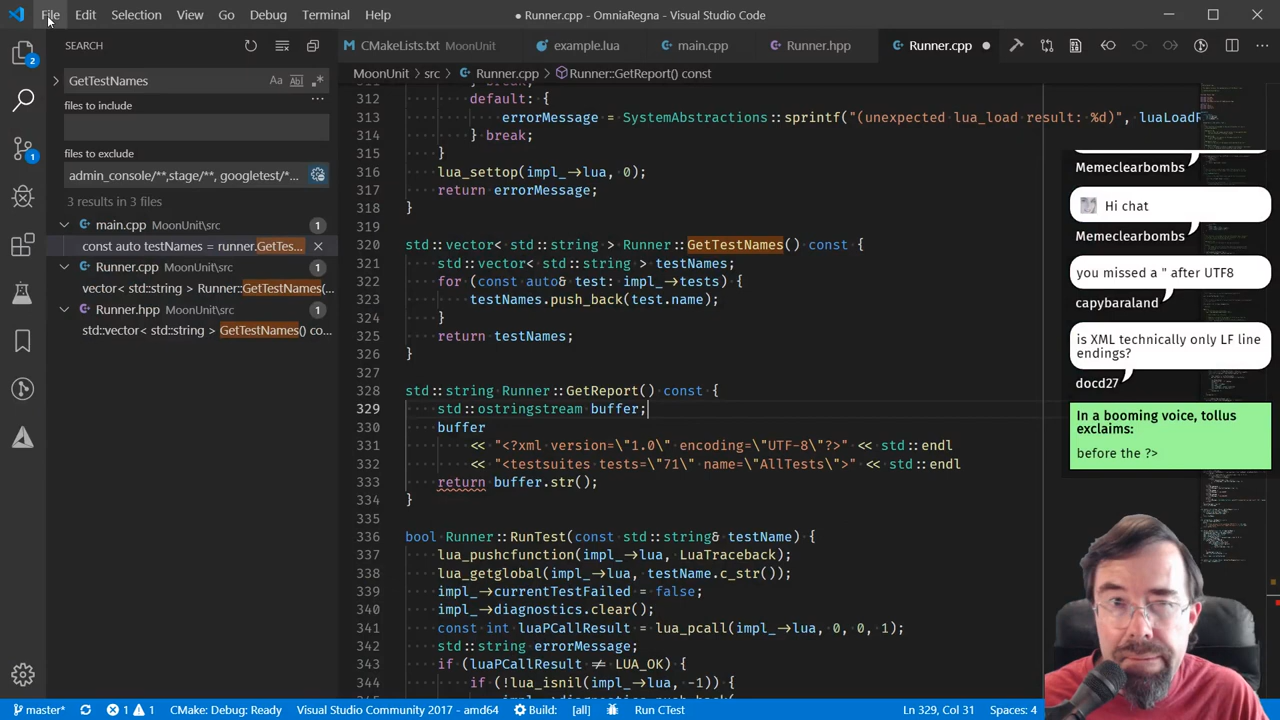 File Edit Selection View Go Debug Terminal Help ● Runner.cpp - OmniaRegna - Visual Studio Code
SEARCH
CMakeLists.txt MoonUnit example.lua main.cpp Runner.hpp Runner.cpp
GetTestNames
files to include
files to exclude
admin_console/**,stage/**, googletest/*...
3 results in 3 files
main.cpp MoonUnit\src 1
const auto testNames = runner.GetTes...
Runner.cpp MoonUnit\src 1
vector< std::string > Runner::GetTestNames(...
Runner.hpp MoonUnit\src 1
std::vector< std::string > GetTestNames() co...
MoonUnit > src > Runner.cpp > Runner::GetReport() const
312 default: {
313 errorMessage = SystemAbstractions::sprintf("(unexpected lua_load result: %d)",
314 } break;
315 }
316 lua_settop(impl_->lua, 0);
317 return errorMessage;
318 }
319
320 std::vector< std::string > Runner::GetTestNames() const {
321 std::vector< std::string > testNames;
322 for (const auto& test: impl_->tests) {
323 testNames.push_back(test.name);
324 }
325 return testNames;
326 }
327
328 std::string Runner::GetReport() const {
329 std::ostringstream buffer;
330 buffer
331 << "<?xml version=\"1.0\" encoding=\"UTF-8\"?>" << std::endl
332 << "<testsuites tests=\"71\" name=\"AllTests\">" << std::endl
333 return buffer.str();
334 }
335
336 bool Runner::RunTest(const std::string& testName) {
337 lua_pushcfunction(impl_->lua, LuaTraceback);
338 lua_getglobal(impl_->lua, testName.c_str());
339 impl_->currentTestFailed = false;
340 impl_->diagnostics.clear();
341 const int luaPCallResult = lua_pcall(impl_->lua, 0, 0, 1);
342 std::string errorMessage;
343 if (luaPCallResult != LUA_OK) {
344 if (!lua_isnil(impl_->lua, -1)) {
Memeclearbombs
Hi chat
Memeclearbombs
you missed a " after UTF8
capybaraland
is XML technically only LF line
endings?
docd27
In a booming voice, tollus
exclaims:
before the ?>
2
1
master* 1 1 CMake: Debug: Ready Visual Studio Community 2017 - amd64 Build: [all] Run CTest Ln 329, Col 31 Spaces: 4